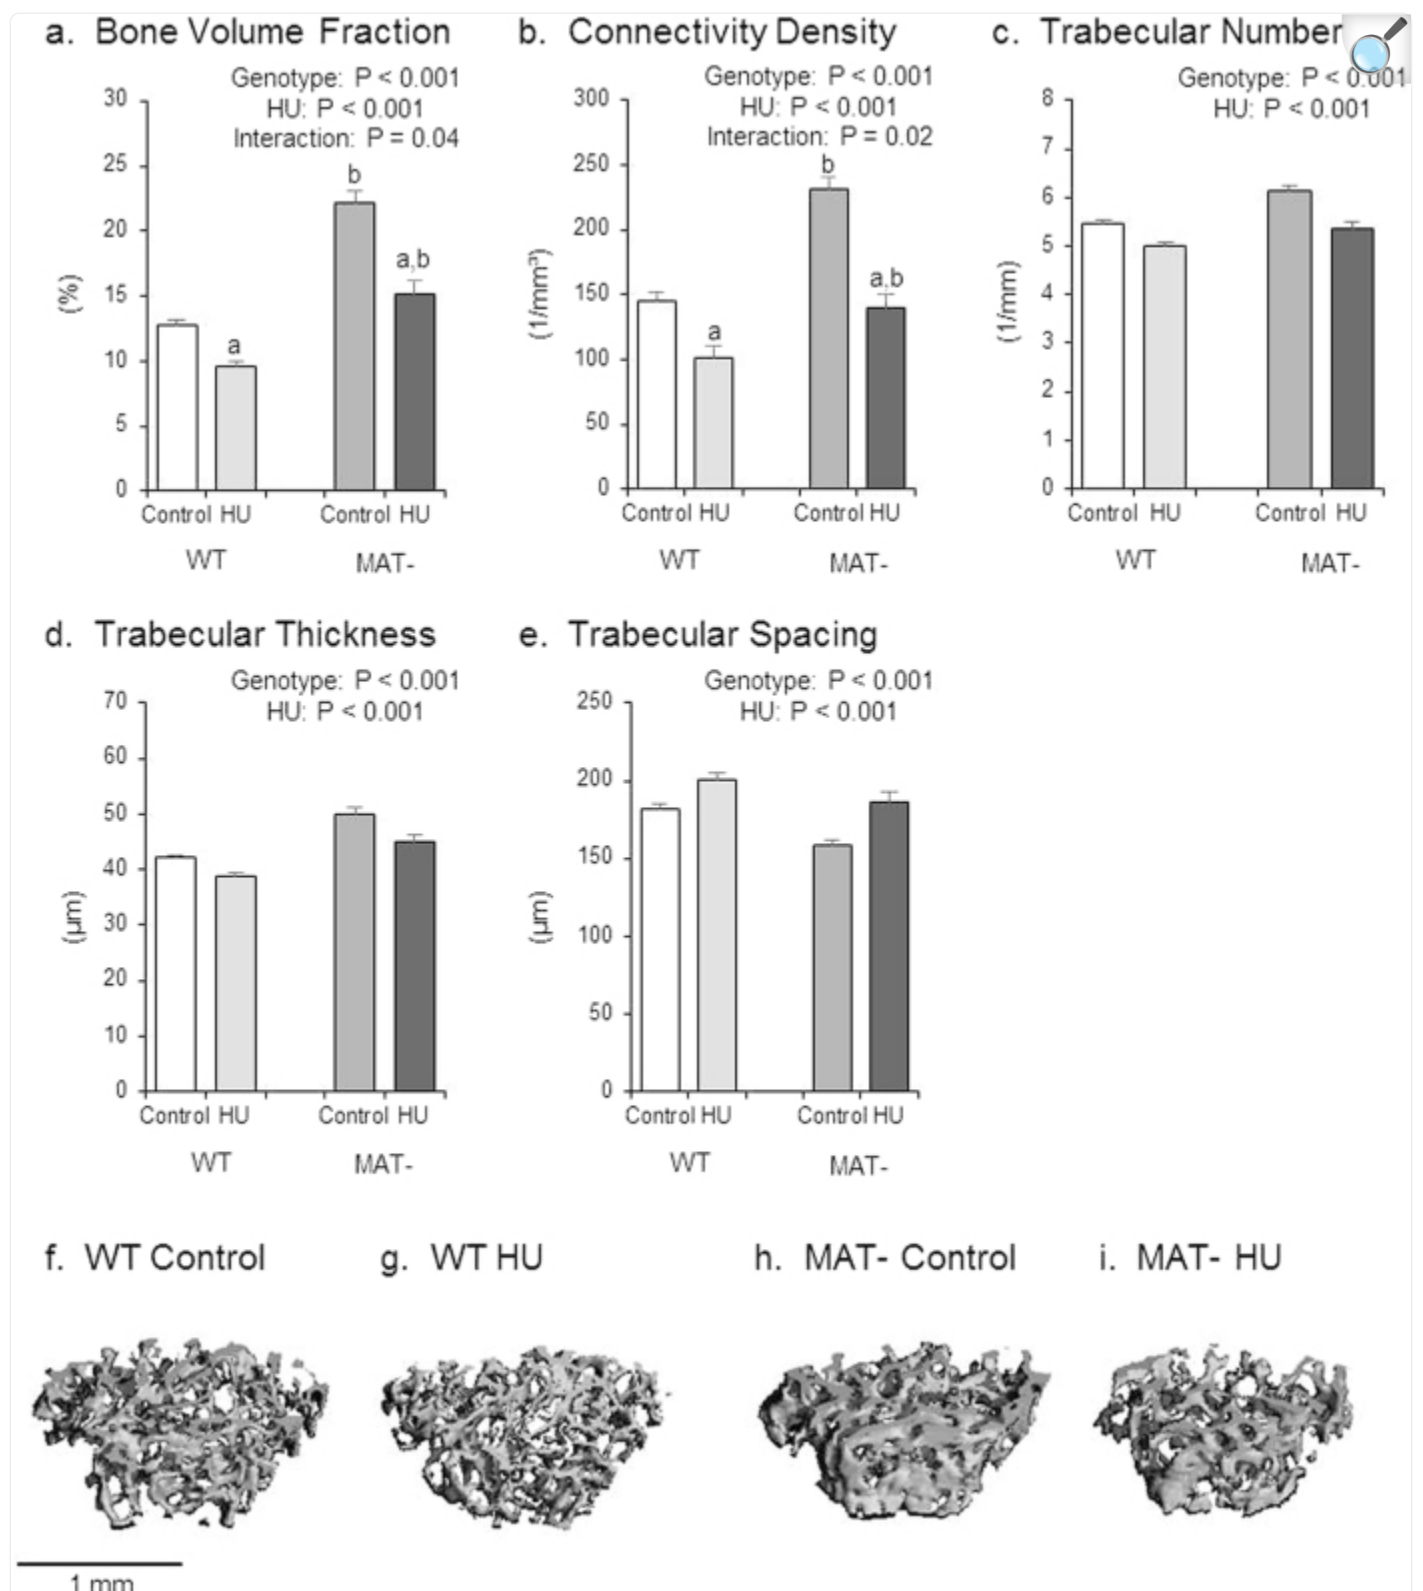 a. Bone Volume Fraction
Genotype: P < 0.001
HU: P < 0.001
Interaction: P = 0.04
30
25
20
15
10
5
0
(%)
b
a,b
a
Control HU Control HU
WT MAT-
b. Connectivity Density
Genotype: P < 0.001
HU: P < 0.001
Interaction: P = 0.02
300
250
200
150
100
50
0
(1/mm³)
b
a,b
a
Control HU Control HU
WT MAT-
c. Trabecular Number
Genotype: P < 0.001
HU: P < 0.001
8
7
6
5
4
3
2
1
0
(1/mm)
Control HU Control HU
WT MAT-
d. Trabecular Thickness
Genotype: P < 0.001
HU: P < 0.001
70
60
50
40
30
20
10
0
(μm)
Control HU Control HU
WT MAT-
e. Trabecular Spacing
Genotype: P < 0.001
HU: P < 0.001
250
200
150
100
50
0
(μm)
Control HU Control HU
WT MAT-
f. WT Control
g. WT HU
h. MAT- Control
i. MAT- HU
1 mm